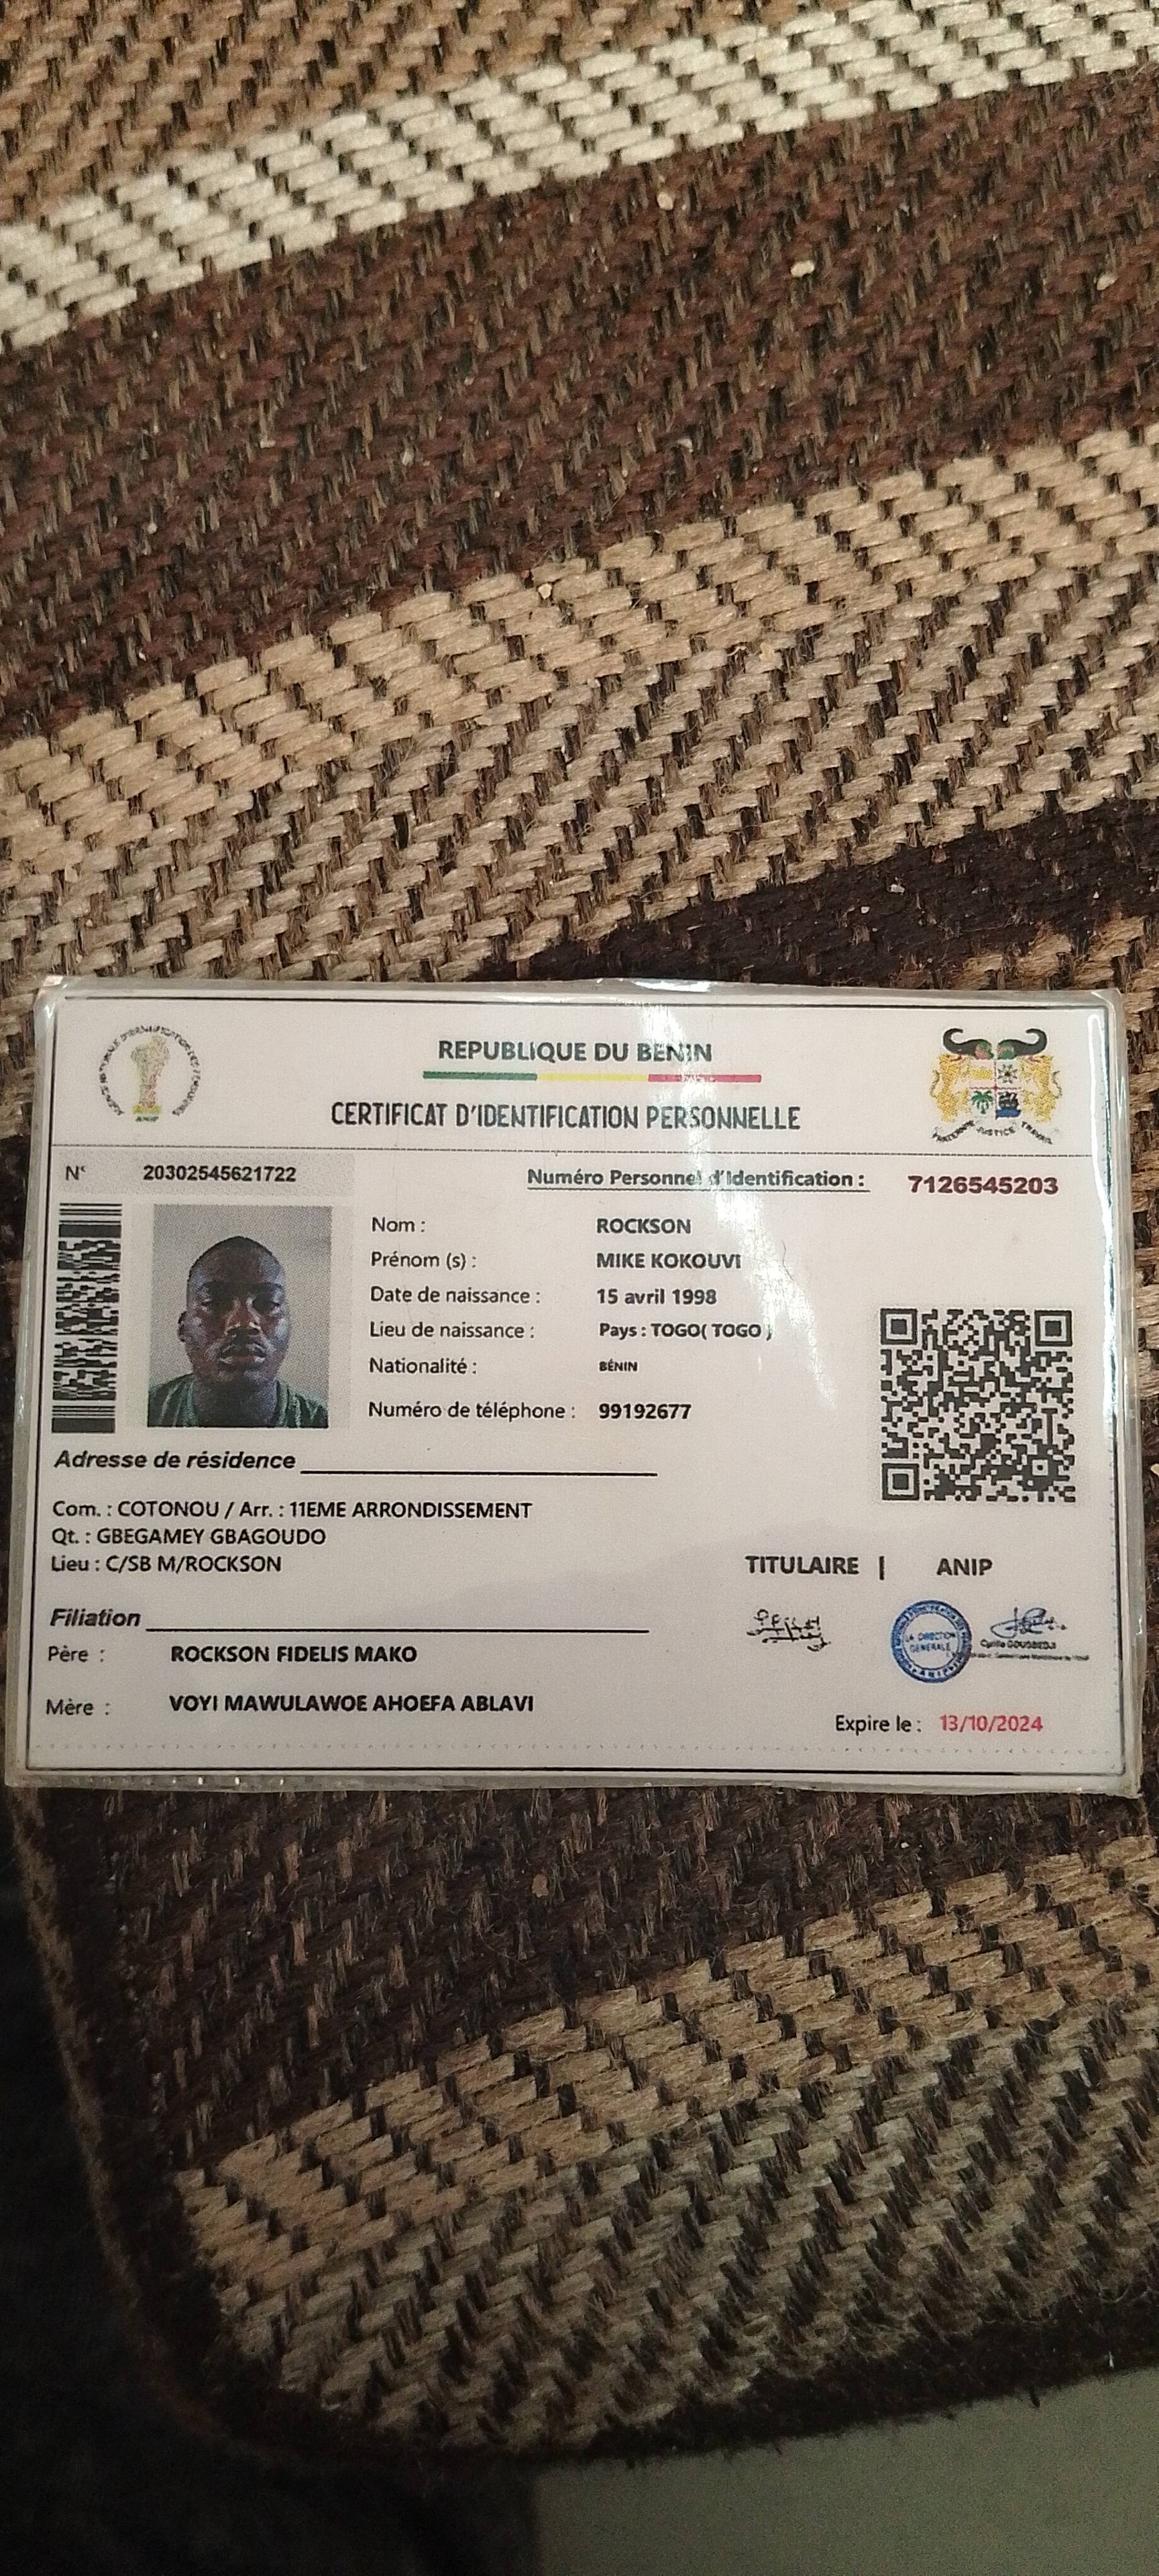 REPUBLIQUE DU BENIN
CERTIFICAT D'IDENTIFICATION PERSONNELLE
ANIP
FRATERNITE JUSTICE TRAVAIL
N° 20302545621722
Numéro Personnel d'Identification : 7126545203
Nom : ROCKSON
Prénom (s) : MIKE KOKOUVI
Date de naissance : 15 avril 1998
Lieu de naissance : Pays : TOGO( TOGO )
Nationalité : BÉNIN
Numéro de téléphone : 99192677
Adresse de résidence
Com. : COTONOU / Arr. : 11EME ARRONDISSEMENT
Qt. : GBEGAMEY GBAGOUDO
Lieu : C/SB M/ROCKSON
TITULAIRE | ANIP
LA DIRECTION
GENERALE
ANIP
Cyrille GOUGBEDJI
Filiation
Père : ROCKSON FIDELIS MAKO
Mère : VOYI MAWULAWOE AHOEFA ABLAVI
Expire le : 13/10/2024